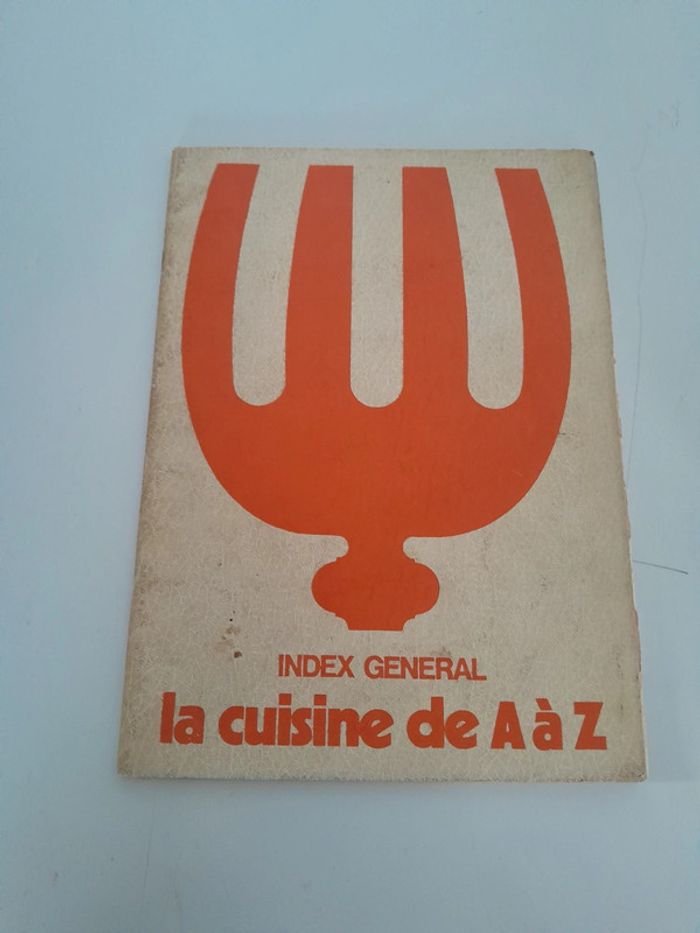 INDEX GENERAL
la cuisine de A à Z